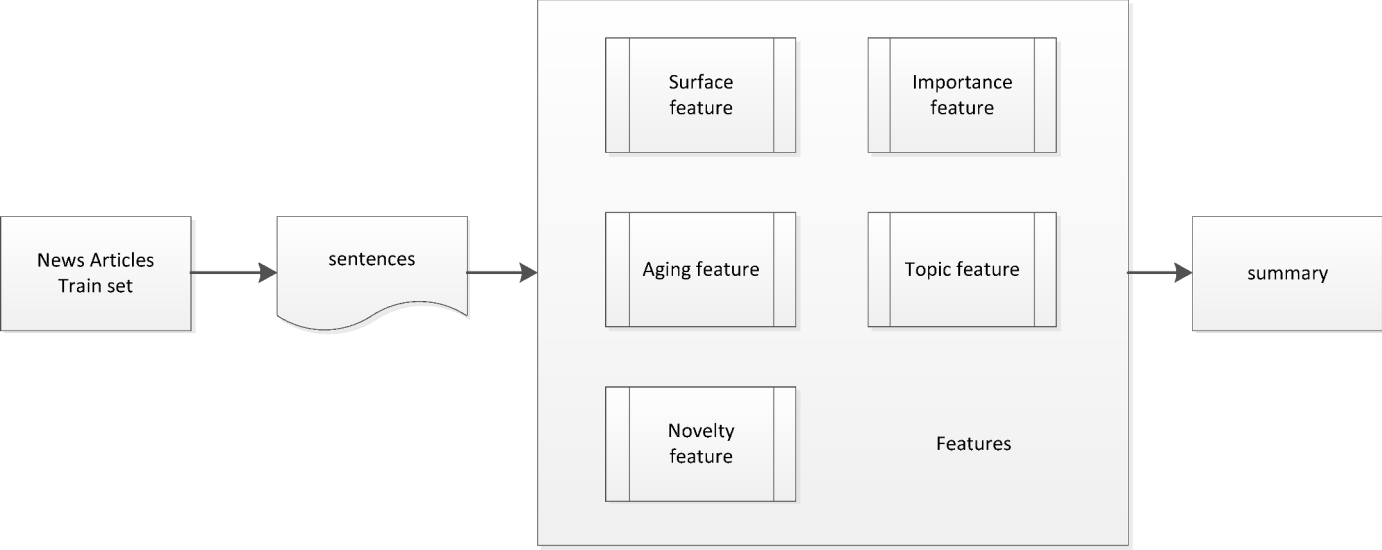 News Articles
Train set
sentences
Surface
feature
Importance
feature
Aging feature
Topic feature
Novelty
feature
Features
summary